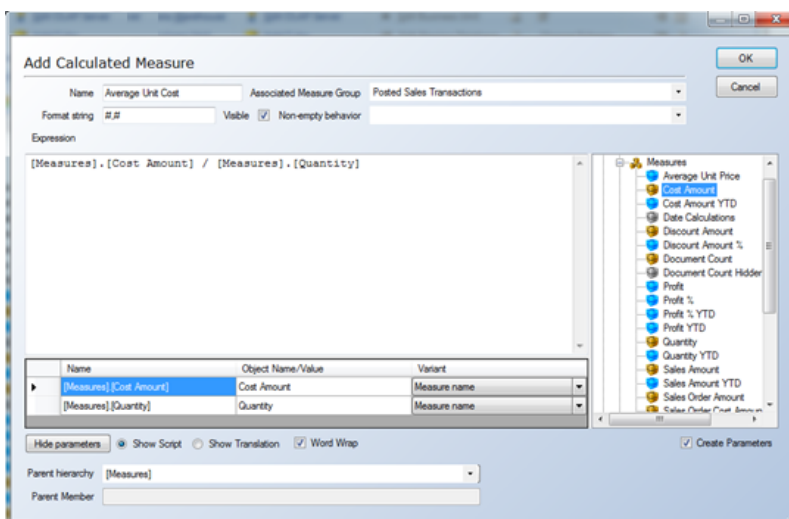 Add Calculated Measure
OK
Cancel
Name Average Unit Cost Associated Measure Group Posted Sales Transactions
Format string #,# Visible Non-empty behavior
Expression
[Measures].[Cost Amount] / [Measures].[Quantity]
Measures
Average Unit Price
Cost Amount
Cost Amount YTD
Date Calculations
Discount Amount
Discount Amount %
Document Count
Document Count Hidden
Profit
Profit %
Profit % YTD
Profit YTD
Quantity
Quantity YTD
Sales Amount
Sales Amount YTD
Sales Order Amount
Sales Order Cost Amoun
Name Object Name/Value Variant
[Measures].[Cost Amount] Cost Amount Measure name
[Measures].[Quantity] Quantity Measure name
Hide parameters Show Script Show Translation Word Wrap Create Parameters
Parent hierarchy [Measures]
Parent Member